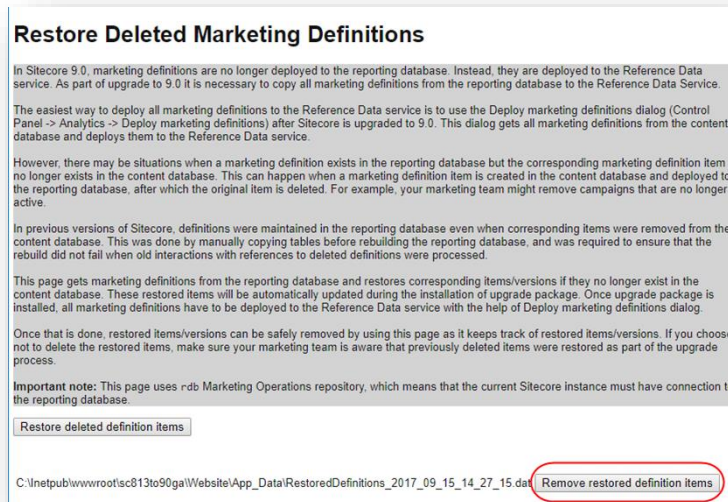 Restore Deleted Marketing Definitions
In Sitecore 9.0, marketing definitions are no longer deployed to the reporting database. Instead, they are deployed to the Reference Data
service. As part of upgrade to 9.0 it is necessary to copy all marketing definitions from the reporting database to the Reference Data Service.
The easiest way to deploy all marketing definitions to the Reference Data service is to use the Deploy marketing definitions dialog (Control
Panel -> Analytics -> Deploy marketing definitions) after Sitecore is upgraded to 9.0. This dialog gets all marketing definitions from the content
database and deploys them to the Reference Data service.
However, there may be situations when a marketing definition exists in the reporting database but the corresponding marketing definition item
no longer exists in the content database. This can happen when a marketing definition item is created in the content database and deployed to
the reporting database, after which the original item is deleted. For example, your marketing team might remove campaigns that are no longer
active.
In previous versions of Sitecore, definitions were maintained in the reporting database even when corresponding items were removed from the
content database. This was done by manually copying tables before rebuilding the reporting database, and was required to ensure that the
rebuild did not fail when old interactions with references to deleted definitions were processed.
This page gets marketing definitions from the reporting database and restores corresponding items/versions if they no longer exist in the
content database. These restored items will be automatically updated during the installation of upgrade package. Once upgrade package is
installed, all marketing definitions have to be deployed to the Reference Data service with the help of Deploy marketing definitions dialog.
Once that is done, restored items/versions can be safely removed by using this page as it keeps track of restored items/versions. If you choose
not to delete the restored items, make sure your marketing team is aware that previously deleted items were restored as part of the upgrade
process.
Important note: This page uses rdb Marketing Operations repository, which means that the current Sitecore instance must have connection to
the reporting database.
Restore deleted definition items
C:\Inetpub\wwwroot\sc813to90ga\Website\App_Data\RestoredDefinitions_2017_09_15_14_27_15.dat Remove restored definition items